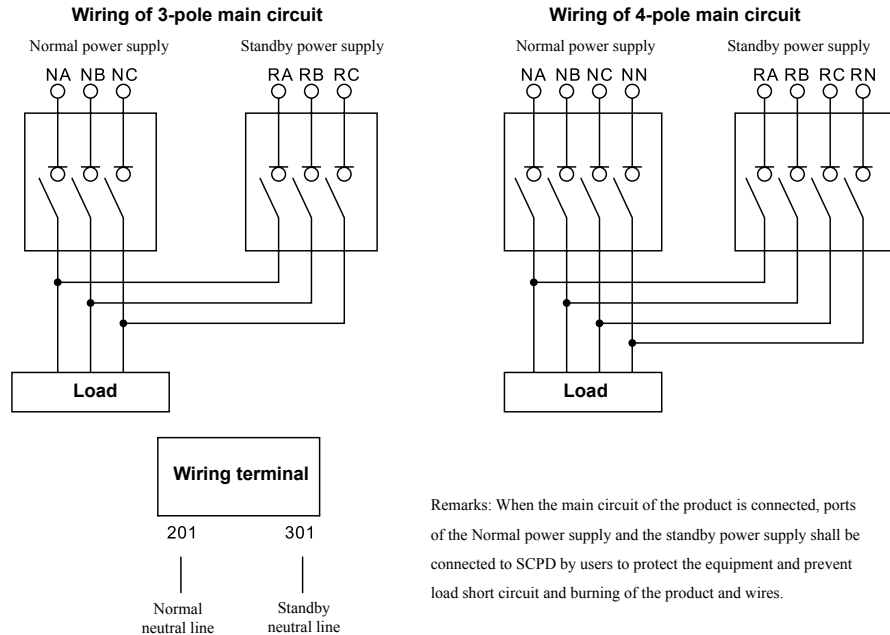 Wiring of 3-pole main circuit
Normal power supply
Standby power supply
NA NB NC
RA RB RC
Load
Wiring of 4-pole main circuit
Normal power supply
Standby power supply
NA NB NC NN
RA RB RC RN
Load
Wiring terminal
201
301
Normal
neutral line
Standby
neutral line
Remarks: When the main circuit of the product is connected, ports
of the Normal power supply and the standby power supply shall be
connected to SCPD by users to protect the equipment and prevent
load short circuit and burning of the product and wires.